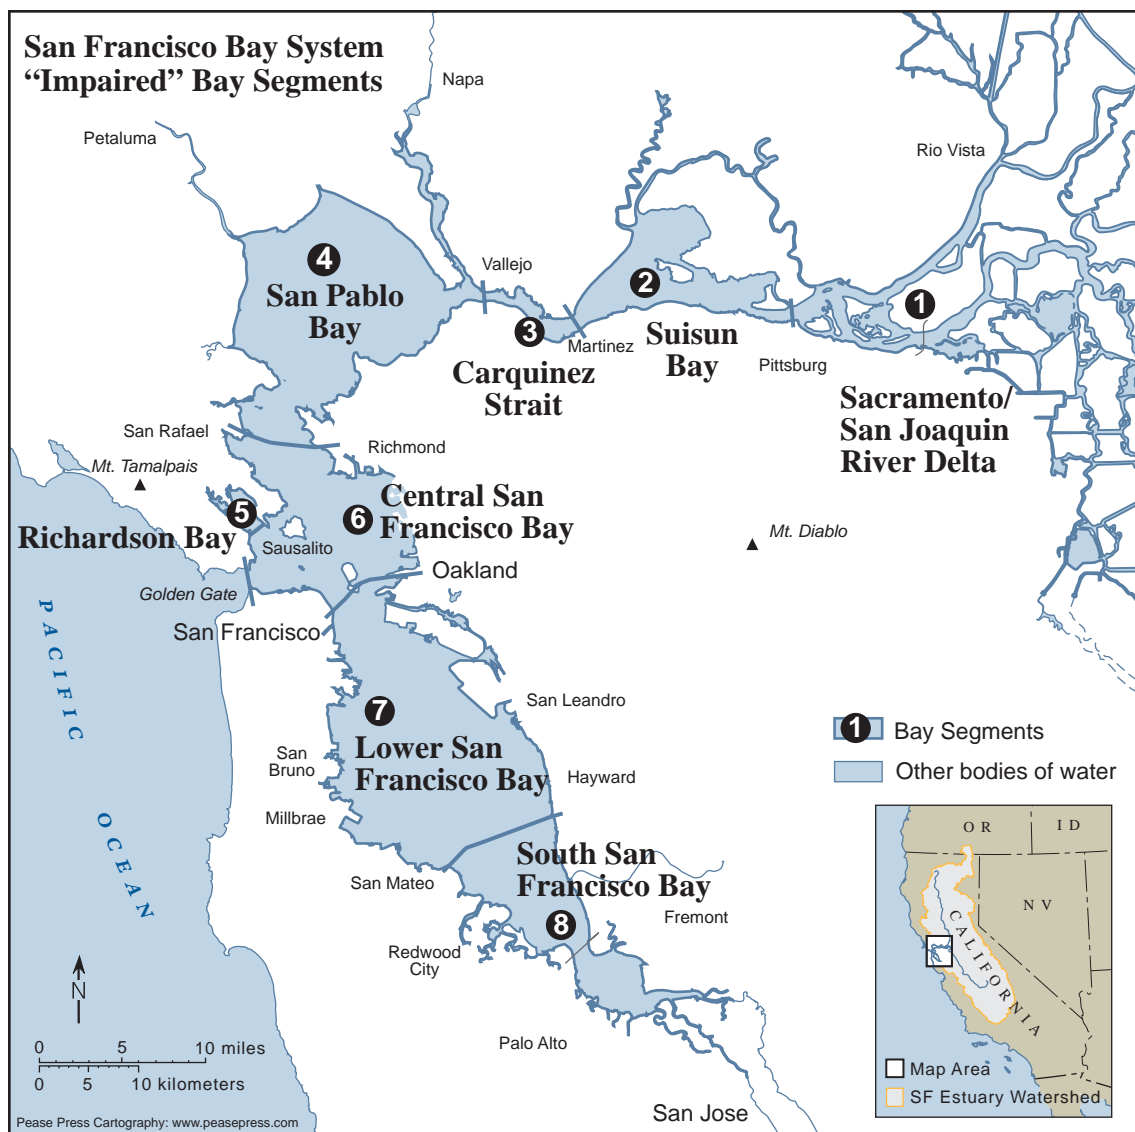 San Francisco Bay System
“Impaired” Bay Segments
Napa
Petaluma
Rio Vista
4
San Pablo
Bay
Vallejo
2
1
3
Martinez
Suisun
Bay
Pittsburg
Carquinez
Strait
Sacramento/
San Joaquin
River Delta
San Rafael
Richmond
Mt. Tamalpais
5
Richardson Bay
6
Central San
Francisco Bay
Sausalito
Mt. Diablo
Golden Gate
Oakland
San Francisco
PACIFIC
OCEAN
San Leandro
7
Lower San
Francisco Bay
San
Bruno
Hayward
Millbrae
1 Bay Segments
Other bodies of water
South San
Francisco Bay
San Mateo
8
Fremont
Redwood
City
Palo Alto
San Jose
N
0 5 10 miles
0 5 10 kilometers
OR
ID
NV
CALIFORNIA
Map Area
SF Estuary Watershed
Pease Press Cartography: www.peasepress.com